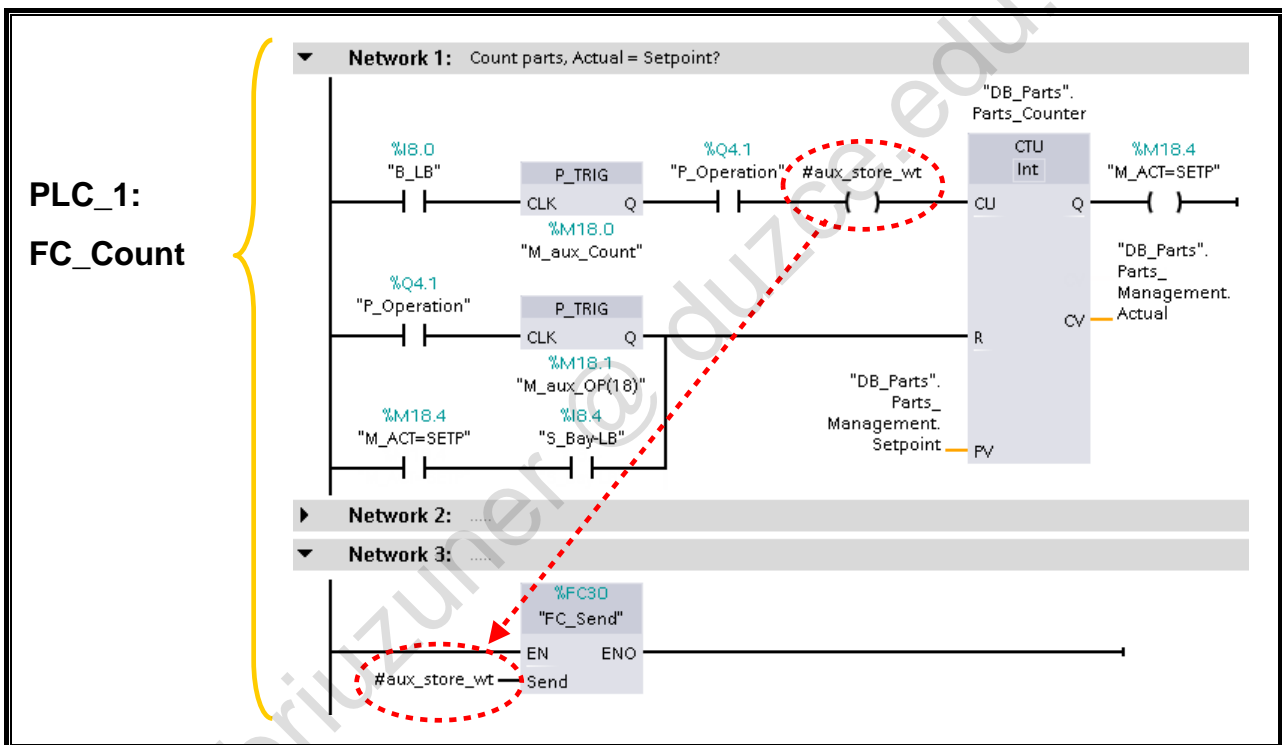 Network 1: Count parts, Actual = Setpoint?
"DB_Parts".
Parts_Counter
%I8.0
"B_LB"
P_TRIG
CLK Q
%M18.0
"M_aux_Count"
%Q4.1
"P_Operation"
#aux_store_wt
CTU
Int
CU Q
%M18.4
"M_ACT=SETP"
PLC_1:
FC_Count
"DB_Parts".
Parts_
Management.
Actual
CV
%Q4.1
"P_Operation"
P_TRIG
CLK Q
%M18.1
"M_aux_OP(18)"
R
%M18.4
"M_ACT=SETP"
%I8.4
"S_Bay-LB"
"DB_Parts".
Parts_
Management.
Setpoint
PV
Network 2: .....
Network 3: .....
%FC30
"FC_Send"
EN ENO
#aux_store_wt
Send